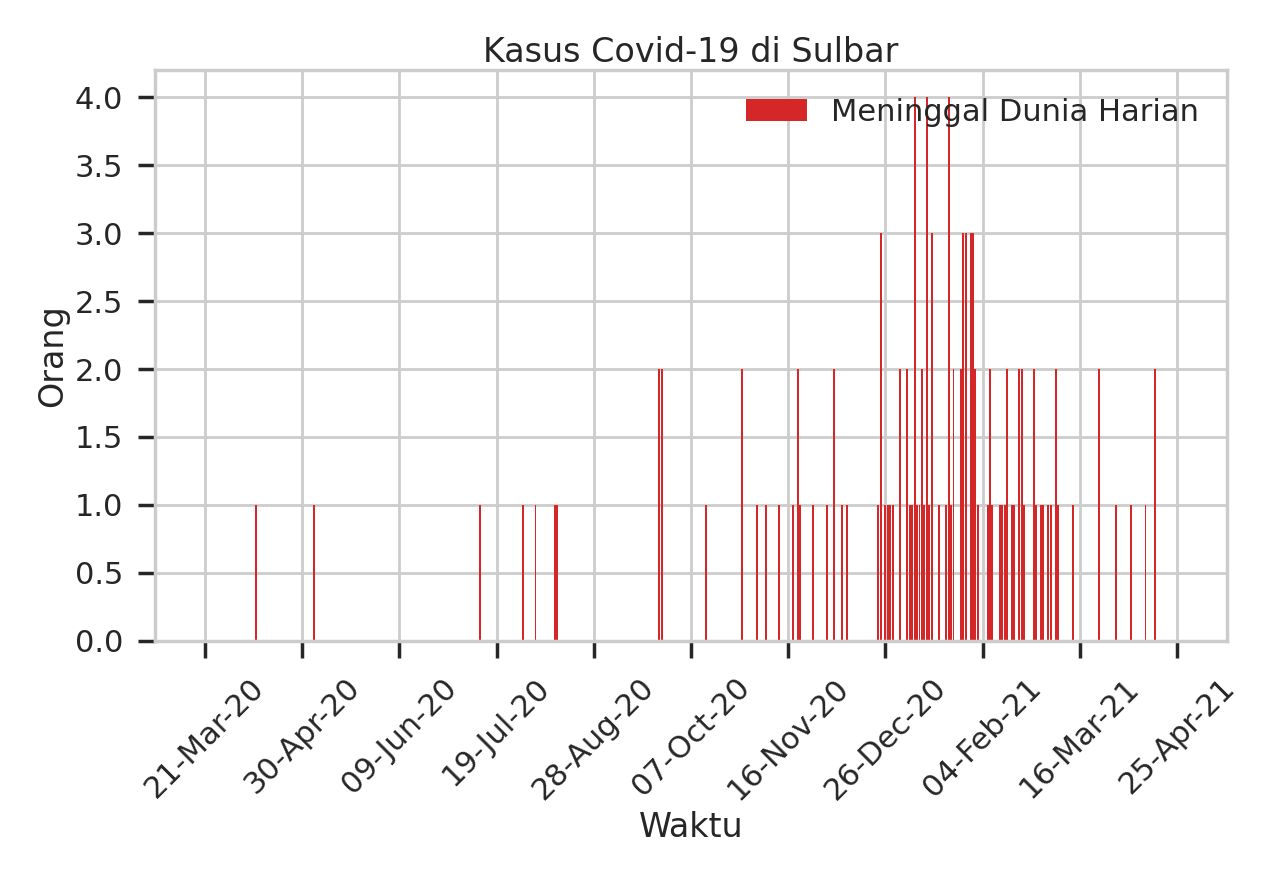 Kasus Covid-19 di Sulbar
Meninggal Dunia Harian
4.0
3.5
3.0
2.5
2.0
1.5
1.0
0.5
0.0
Orang
21-Mar-20
30-Apr-20
09-Jun-20
19-Jul-20
28-Aug-20
07-Oct-20
16-Nov-20
26-Dec-20
04-Feb-21
16-Mar-21
25-Apr-21
Waktu